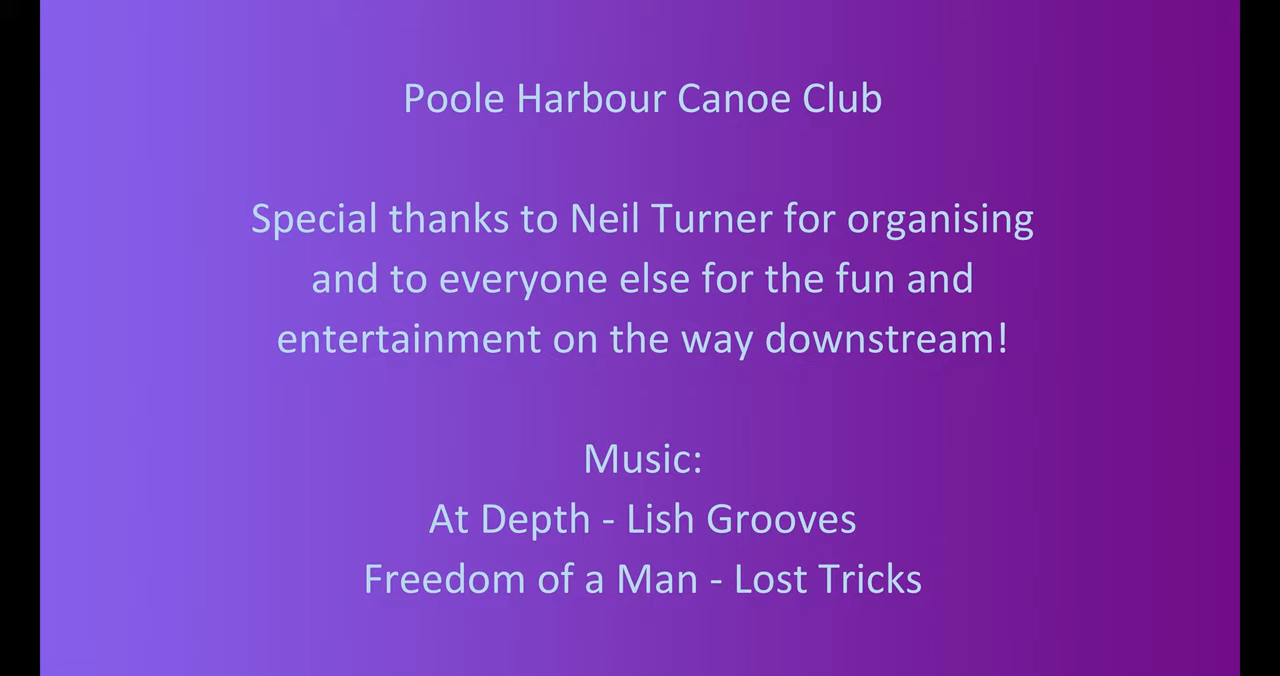 Poole Harbour Canoe Club
Special thanks to Neil Turner for organising
and to everyone else for the fun and
entertainment on the way downstream!
Music:
At Depth - Lish Grooves
Freedom of a Man - Lost Tricks